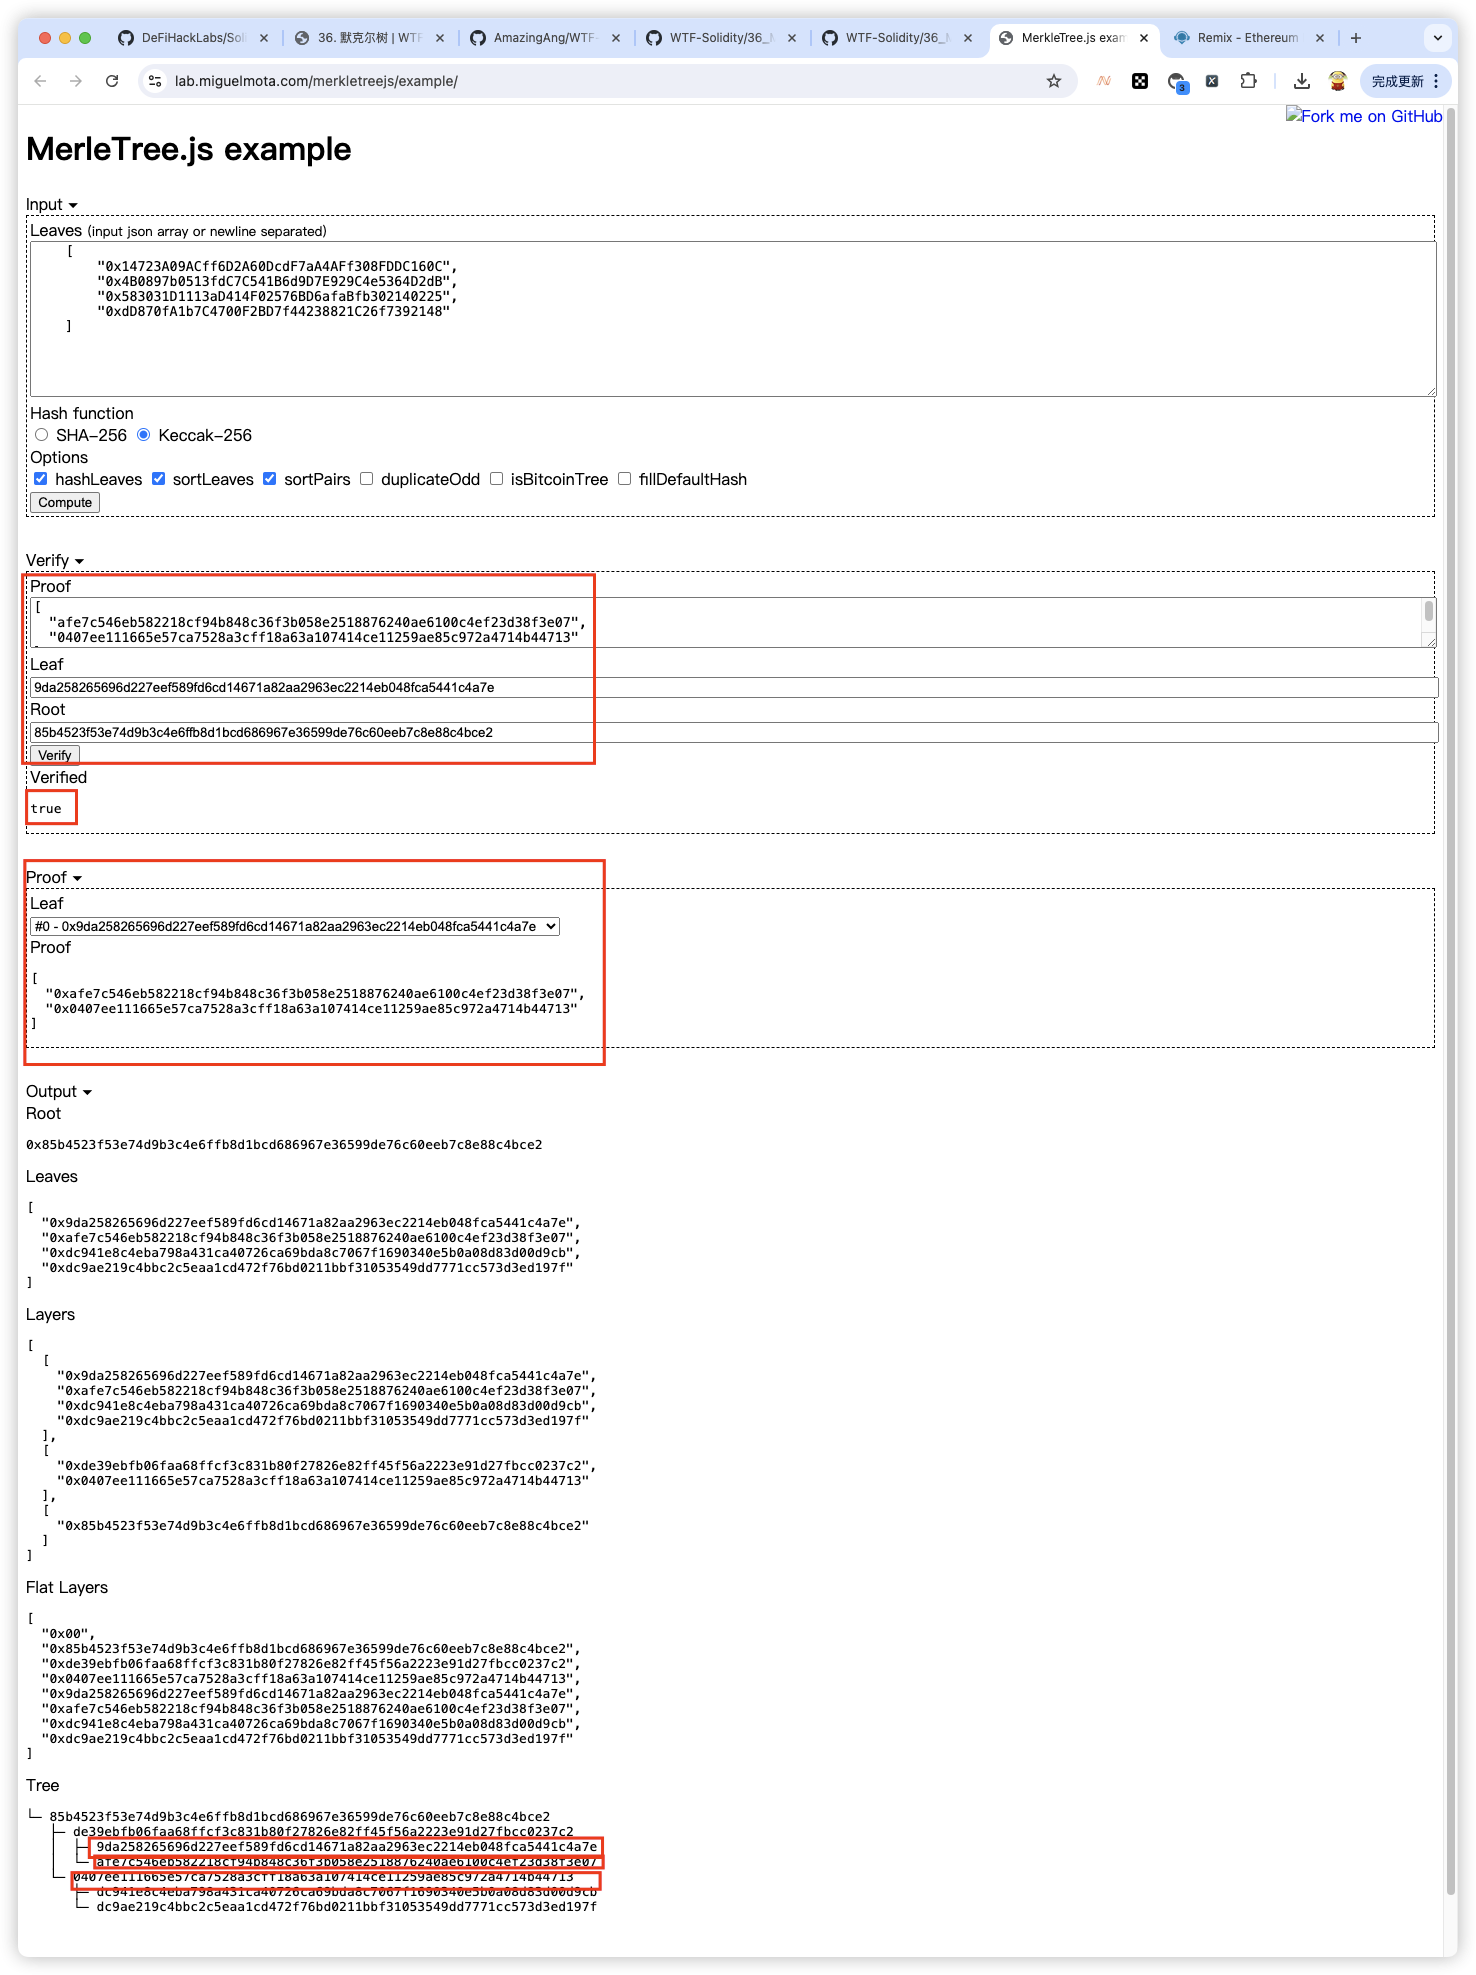 DeFiHackLabs/Soli
36. 默克尔树 | WTF
AmazingAng/WTF-
WTF-Solidity/36_M
WTF-Solidity/36_M
MerkleTree.js exam
Remix - Ethereum
lab.miguelmota.com/merkletreejs/example/
3
完成更新
Fork me on GitHub
MerleTree.js example
Input
Leaves (input json array or newline separated)
[
"0x14723A09ACff6D2A60DcdF7aA4AFf308FDDC160C",
"0x4B0897b0513fdC7C541B6d9D7E929C4e5364D2dB",
"0x583031D1113aD414F02576BD6afaBfb302140225",
"0xdD870fA1b7C4700F2BD7f44238821C26f7392148"
]
Hash function
SHA-256 Keccak-256
Options
hashLeaves sortLeaves sortPairs duplicateOdd isBitcoinTree fillDefaultHash
Compute
Verify
Proof
[
"afe7c546eb582218cf94b848c36f3b058e2518876240ae6100c4ef23d38f3e07",
"0407ee111665e57ca7528a3cff18a63a107414ce11259ae85c972a4714b44713"
Leaf
9da258265696d227eef589fd6cd14671a82aa2963ec2214eb048fca5441c4a7e
Root
85b4523f53e74d9b3c4e6ffb8d1bcd686967e36599de76c60eeb7c8e88c4bce2
Verify
Verified
true
Proof
Leaf
#0 - 0x9da258265696d227eef589fd6cd14671a82aa2963ec2214eb048fca5441c4a7e
Proof
[
"0xafe7c546eb582218cf94b848c36f3b058e2518876240ae6100c4ef23d38f3e07",
"0x0407ee111665e57ca7528a3cff18a63a107414ce11259ae85c972a4714b44713"
]
Output
Root
0x85b4523f53e74d9b3c4e6ffb8d1bcd686967e36599de76c60eeb7c8e88c4bce2
Leaves
[
"0x9da258265696d227eef589fd6cd14671a82aa2963ec2214eb048fca5441c4a7e",
"0xafe7c546eb582218cf94b848c36f3b058e2518876240ae6100c4ef23d38f3e07",
"0xdc941e8c4eba798a431ca40726ca69bda8c7067f1690340e5b0a08d83d00d9cb",
"0xdc9ae219c4bbc2c5eaa1cd472f76bd0211bbf31053549dd7771cc573d3ed197f"
]
Layers
[
[
"0x9da258265696d227eef589fd6cd14671a82aa2963ec2214eb048fca5441c4a7e",
"0xafe7c546eb582218cf94b848c36f3b058e2518876240ae6100c4ef23d38f3e07",
"0xdc941e8c4eba798a431ca40726ca69bda8c7067f1690340e5b0a08d83d00d9cb",
"0xdc9ae219c4bbc2c5eaa1cd472f76bd0211bbf31053549dd7771cc573d3ed197f"
],
[
"0xde39ebfb06faa68ffcf3c831b80f27826e82ff45f56a2223e91d27fbcc0237c2",
"0x0407ee111665e57ca7528a3cff18a63a107414ce11259ae85c972a4714b44713"
],
[
"0x85b4523f53e74d9b3c4e6ffb8d1bcd686967e36599de76c60eeb7c8e88c4bce2"
]
]
Flat Layers
[
"0x00",
"0x85b4523f53e74d9b3c4e6ffb8d1bcd686967e36599de76c60eeb7c8e88c4bce2",
"0xde39ebfb06faa68ffcf3c831b80f27826e82ff45f56a2223e91d27fbcc0237c2",
"0x0407ee111665e57ca7528a3cff18a63a107414ce11259ae85c972a4714b44713",
"0x9da258265696d227eef589fd6cd14671a82aa2963ec2214eb048fca5441c4a7e",
"0xafe7c546eb582218cf94b848c36f3b058e2518876240ae6100c4ef23d38f3e07",
"0xdc941e8c4eba798a431ca40726ca69bda8c7067f1690340e5b0a08d83d00d9cb",
"0xdc9ae219c4bbc2c5eaa1cd472f76bd0211bbf31053549dd7771cc573d3ed197f"
]
Tree
└─ 85b4523f53e74d9b3c4e6ffb8d1bcd686967e36599de76c60eeb7c8e88c4bce2
├─ de39ebfb06faa68ffcf3c831b80f27826e82ff45f56a2223e91d27fbcc0237c2
│ ├─ 9da258265696d227eef589fd6cd14671a82aa2963ec2214eb048fca5441c4a7e
│ └─ afe7c546eb582218cf94b848c36f3b058e2518876240ae6100c4ef23d38f3e07
└─ 0407ee111665e57ca7528a3cff18a63a107414ce11259ae85c972a4714b44713
├─ dc941e8c4eba798a431ca40726ca69bda8c7067f1690340e5b0a08d83d00d9cb
└─ dc9ae219c4bbc2c5eaa1cd472f76bd0211bbf31053549dd7771cc573d3ed197f